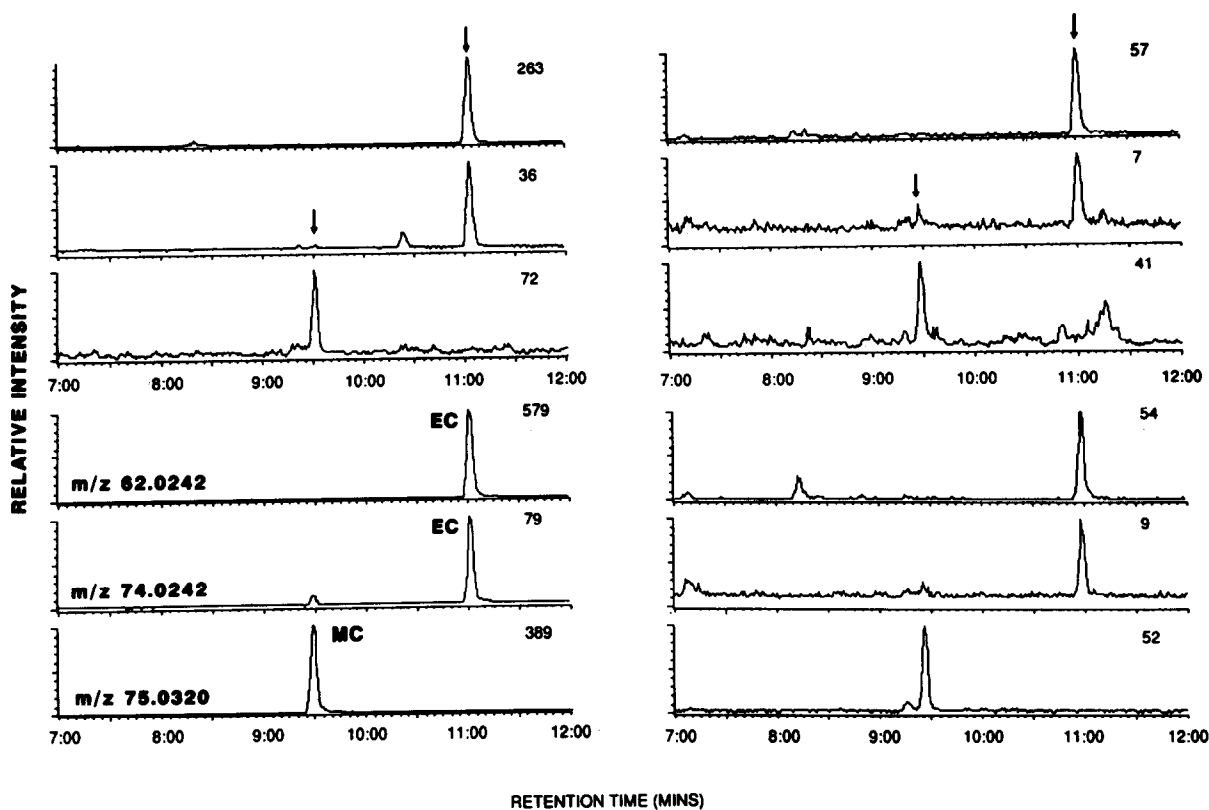 263
36
72
7:00 8:00 9:00 10:00 11:00 12:00
57
7
41
7:00 8:00 9:00 10:00 11:00 12:00
RELATIVE INTENSITY
EC 579
m/z 62.0242
EC 79
m/z 74.0242
MC 389
m/z 75.0320
7:00 8:00 9:00 10:00 11:00 12:00
54
9
52
7:00 8:00 9:00 10:00 11:00 12:00
RETENTION TIME (MINS)